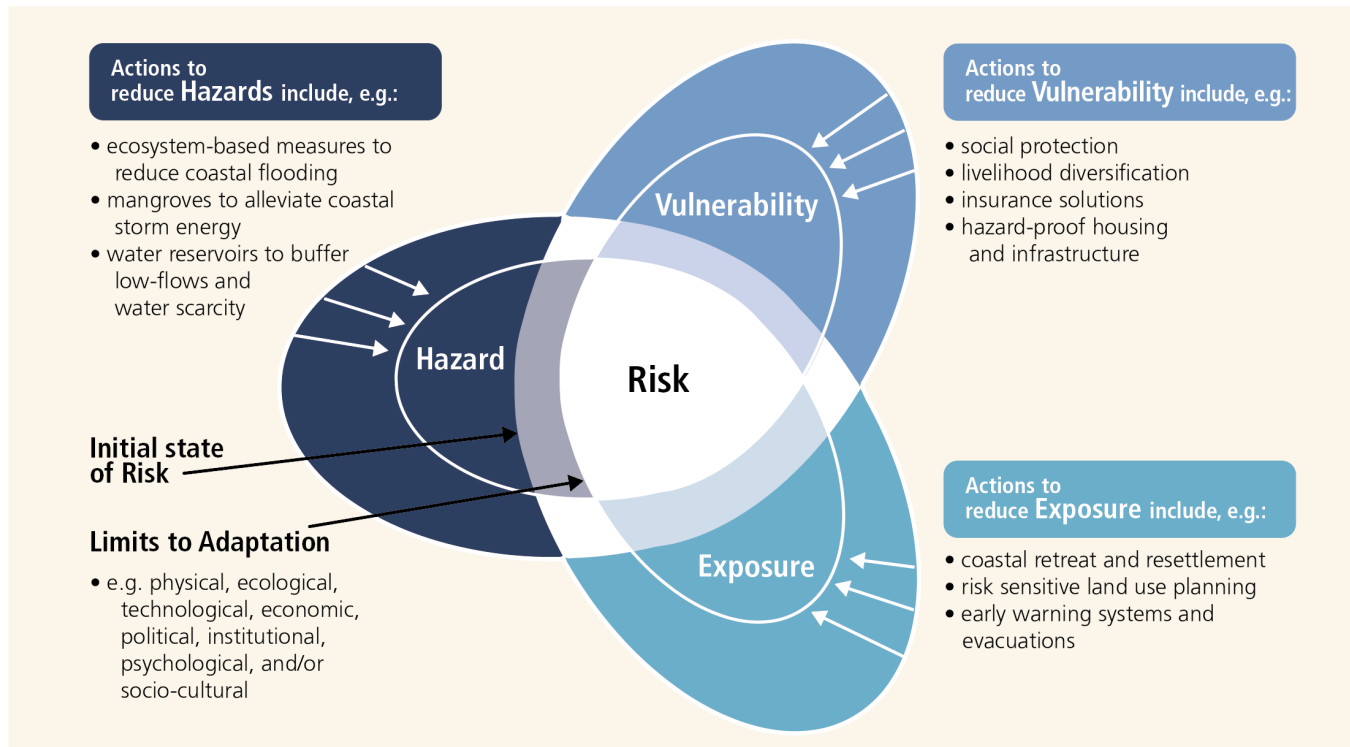 Actions to
reduce Hazards include, e.g.:
• ecosystem-based measures to
reduce coastal flooding
• mangroves to alleviate coastal
storm energy
• water reservoirs to buffer
low-flows and
water scarcity
Actions to
reduce Vulnerability include, e.g.:
• social protection
• livelihood diversification
• insurance solutions
• hazard-proof housing
and infrastructure
Vulnerability
Hazard
Risk
Exposure
Initial state
of Risk
Limits to Adaptation
• e.g. physical, ecological,
technological, economic,
political, institutional,
psychological, and/or
socio-cultural
Actions to
reduce Exposure include, e.g.:
• coastal retreat and resettlement
• risk sensitive land use planning
• early warning systems and
evacuations